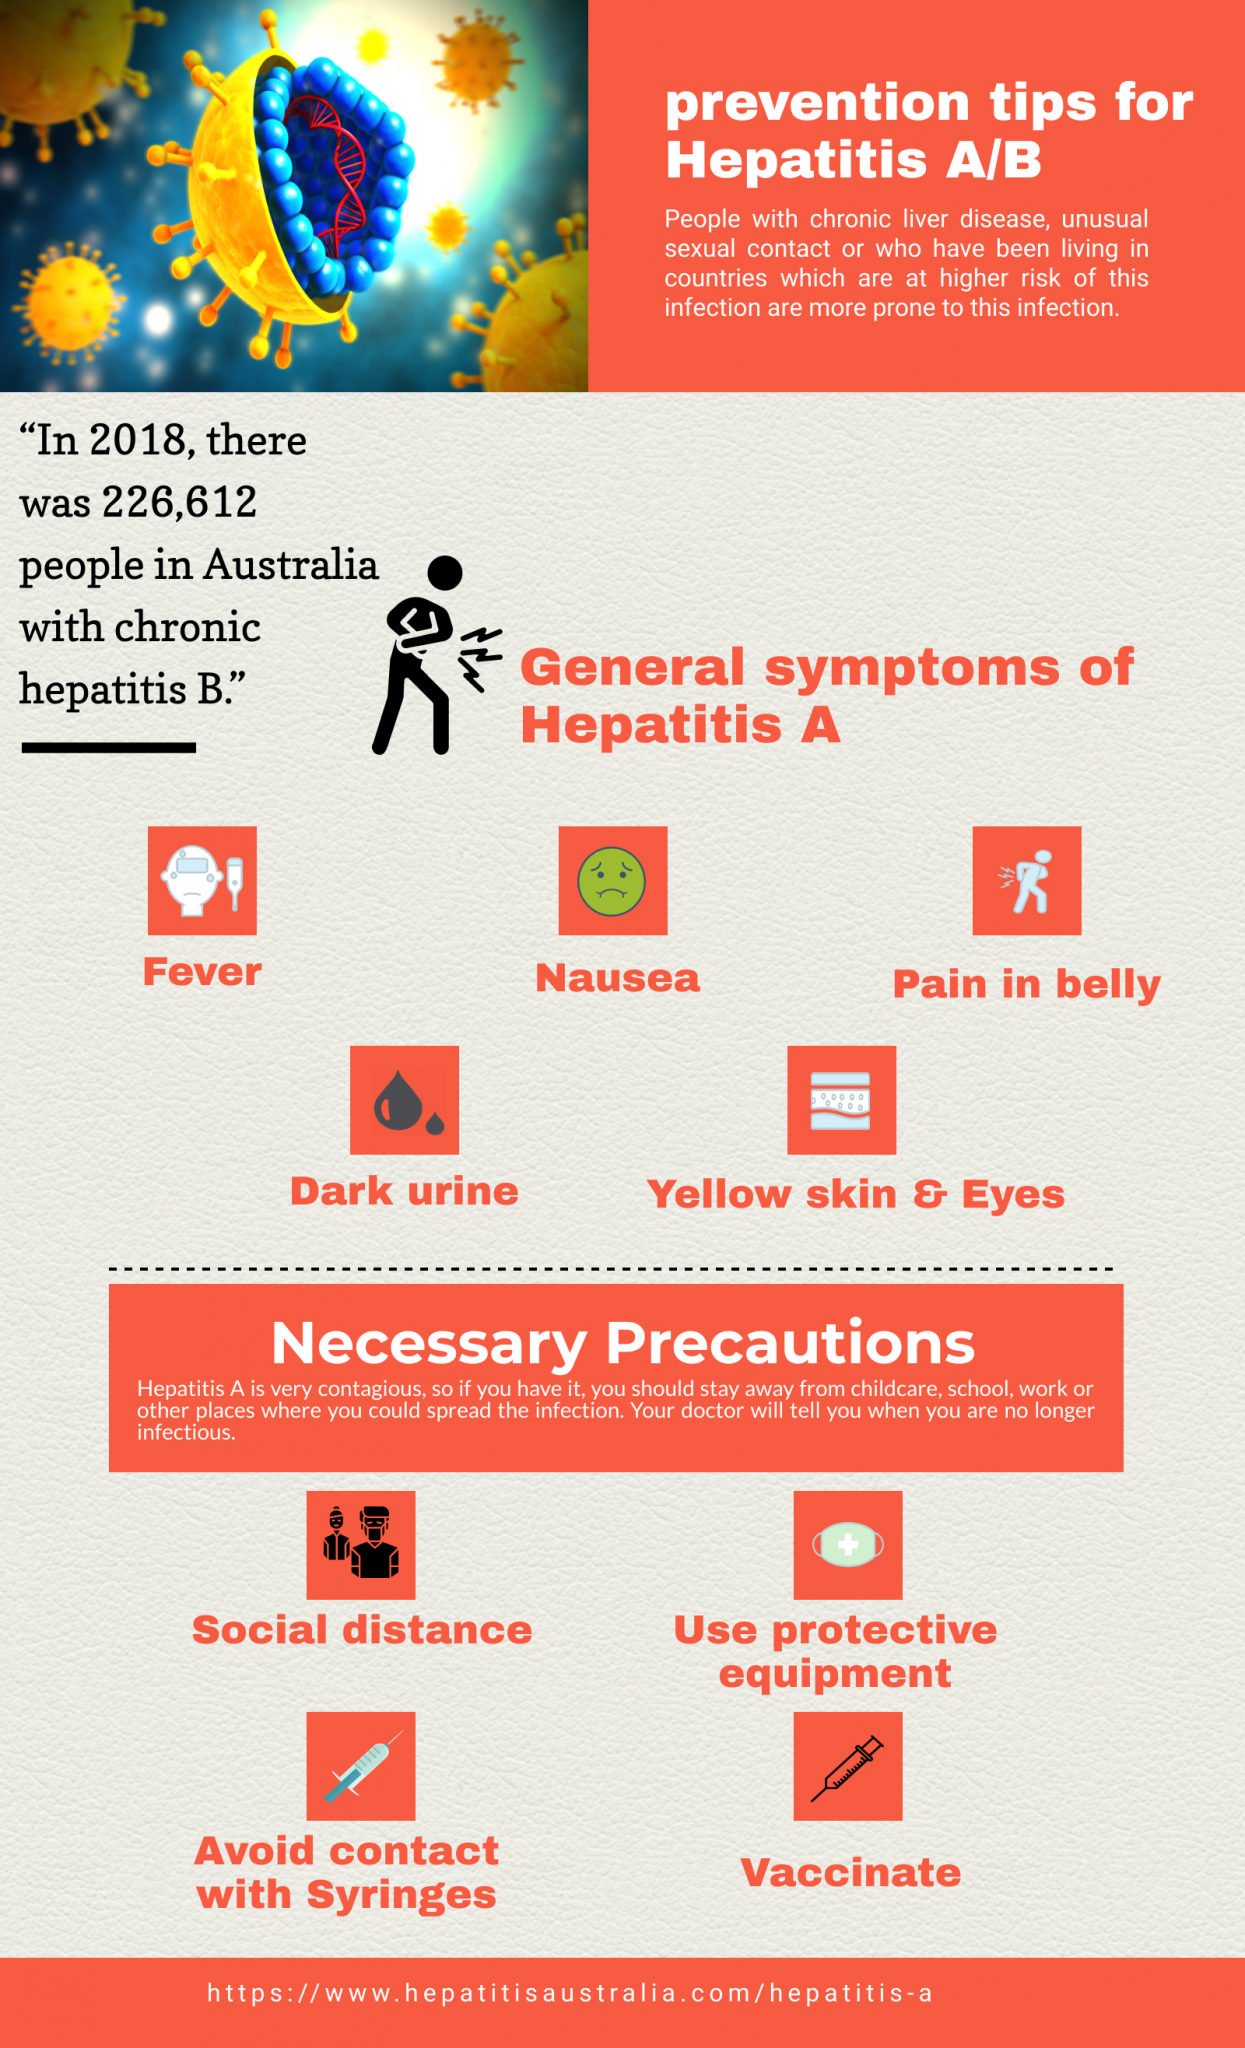 prevention tips for
Hepatitis A/B
People with chronic liver disease, unusual
sexual contact or who have been living in
countries which are at higher risk of this
infection are more prone to this infection.
“In 2018, there
was 226,612
people in Australia
with chronic
hepatitis B.”
General symptoms of
Hepatitis A
Fever
Nausea
Pain in belly
Dark urine
Yellow skin & Eyes
Necessary Precautions
Hepatitis A is very contagious, so if you have it, you should stay away from childcare, school, work or
other places where you could spread the infection. Your doctor will tell you when you are no longer
infectious.
Social distance
Use protective
equipment
Avoid contact
with Syringes
Vaccinate
https://www.hepatitisaustralia.com/hepatitis-a